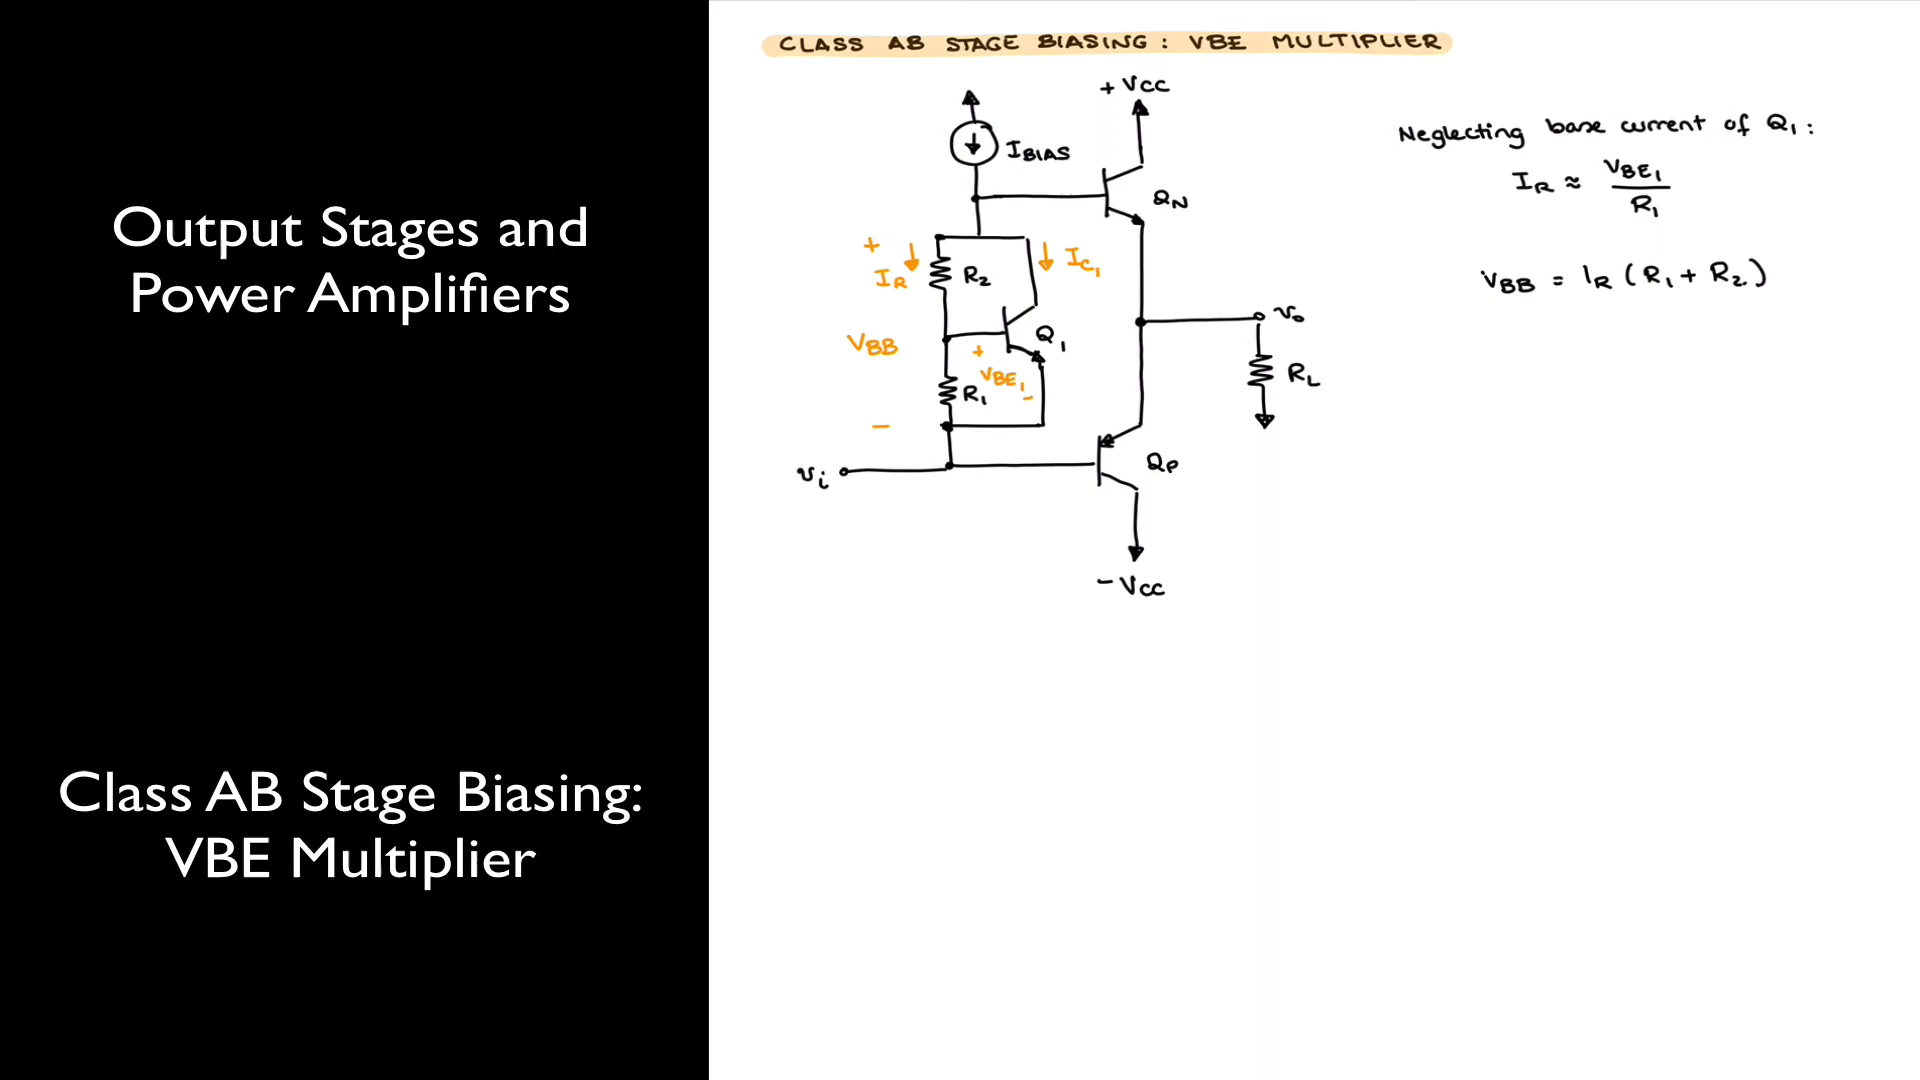 Output Stages and
Power Amplifiers
Class AB Stage Biasing:
VBE Multiplier
CLASS AB STAGE BIASING: VBE MULTIPLIER
+VCC
IBIAS
QN
+
IR
R2
IC1
VBB
Q1
+
VBE1
-
R1
-
vo
RL
vi
QP
-VCC
Neglecting base current of Q1:
IR ≈ VBE1 / R1
VBB = IR (R1 + R2)